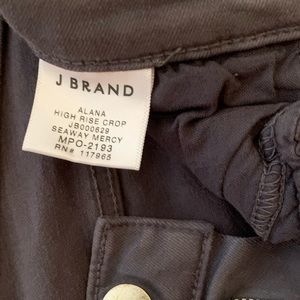 J BRAND
ALANA
HIGH RISE CROP
JB000629
SEAWAY MERCY
MPO-2193
RN# 117965